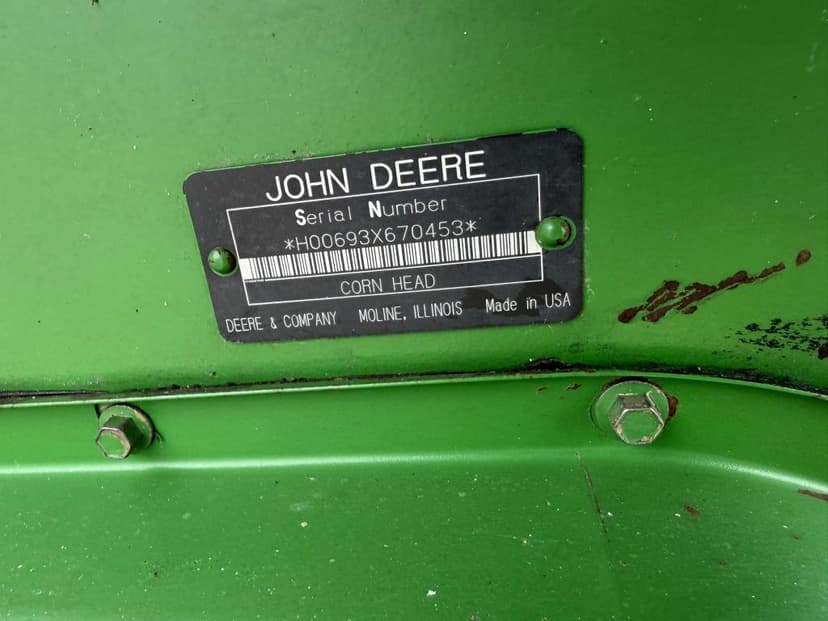 JOHN DEERE
Serial Number
*H00693X670453*
CORN HEAD
DEERE & COMPANY MOLINE, ILLINOIS Made in USA